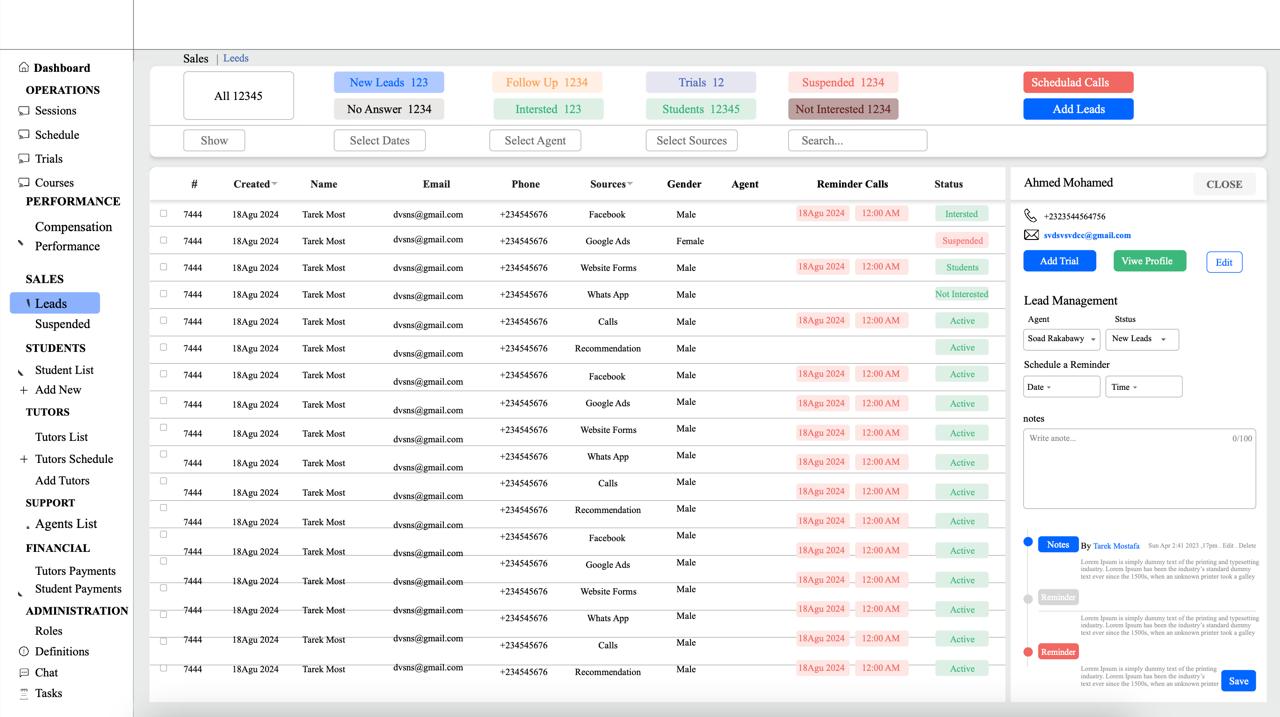 Dashboard
OPERATIONS
Sessions
Schedule
Trials
Courses
PERFORMANCE
Compensation
Performance
SALES
Leads
Suspended
STUDENTS
Student List
Add New
TUTORS
Tutors List
Tutors Schedule
Add Tutors
SUPPORT
Agents List
FINANCIAL
Tutors Payments
Student Payments
ADMINISTRATION
Roles
Definitions
Chat
Tasks
Sales | Leeds
All 12345
New Leads 123 Follow Up 1234 Trials 12 Suspended 1234 Schedulad Calls
No Answer 1234 Intersted 123 Students 12345 Not Interested 1234 Add Leads
Show Select Dates Select Agent Select Sources Search...
# Created Name Email Phone Sources Gender Agent Reminder Calls Status
7444 18Agu 2024 Tarek Most dvsns@gmail.com +234545676 Facebook Male 18Agu 2024 12:00 AM Intersted
7444 18Agu 2024 Tarek Most dvsns@gmail.com +234545676 Google Ads Female Suspended
7444 18Agu 2024 Tarek Most dvsns@gmail.com +234545676 Website Forms Male 18Agu 2024 12:00 AM Students
7444 18Agu 2024 Tarek Most dvsns@gmail.com +234545676 Whats App Male Not Interested
7444 18Agu 2024 Tarek Most dvsns@gmail.com +234545676 Calls Male 18Agu 2024 12:00 AM Active
7444 18Agu 2024 Tarek Most dvsns@gmail.com +234545676 Recommendation Male Active
7444 18Agu 2024 Tarek Most dvsns@gmail.com +234545676 Facebook Male 18Agu 2024 12:00 AM Active
7444 18Agu 2024 Tarek Most dvsns@gmail.com +234545676 Google Ads Male 18Agu 2024 12:00 AM Active
7444 18Agu 2024 Tarek Most dvsns@gmail.com +234545676 Website Forms Male 18Agu 2024 12:00 AM Active
7444 18Agu 2024 Tarek Most dvsns@gmail.com +234545676 Whats App Male 18Agu 2024 12:00 AM Active
7444 18Agu 2024 Tarek Most dvsns@gmail.com +234545676 Calls Male 18Agu 2024 12:00 AM Active
7444 18Agu 2024 Tarek Most dvsns@gmail.com +234545676 Recommendation Male 18Agu 2024 12:00 AM Active
7444 18Agu 2024 Tarek Most dvsns@gmail.com +234545676 Facebook Male 18Agu 2024 12:00 AM Active
7444 18Agu 2024 Tarek Most dvsns@gmail.com +234545676 Google Ads Male 18Agu 2024 12:00 AM Active
7444 18Agu 2024 Tarek Most dvsns@gmail.com +234545676 Website Forms Male 18Agu 2024 12:00 AM Active
7444 18Agu 2024 Tarek Most dvsns@gmail.com +234545676 Whats App Male 18Agu 2024 12:00 AM Active
7444 18Agu 2024 Tarek Most dvsns@gmail.com +234545676 Calls Male 18Agu 2024 12:00 AM Active
7444 18Agu 2024 Tarek Most dvsns@gmail.com +234545676 Recommendation Male
Ahmed Mohamed CLOSE
+2323544564756
svdsvsvdcc@gmail.com
Add Trial Viwe Profile Edit
Lead Management
Agent Ststus
Soad Rakabawy New Leads
Schedule a Reminder
Date Time
notes
Write anote... 0/100
Notes By Tarek Mostafa Sun Apr 2:41 2023 ,17pm . Edit . Delete
Lorem Ipsum is simply dummy text of the printing and typesetting
industry. Lorem Ipsum has been the industry's standard dummy
text ever since the 1500s, when an unknown printer took a galley
Reminder
Lorem Ipsum is simply dummy text of the printing and typesetting
industry. Lorem Ipsum has been the industry's standard dummy
text ever since the 1500s, when an unknown printer took a galley
Reminder
Lorem Ipsum is simply dummy text of the printing
industry. Lorem Ipsum has been the industry's
text ever since the 1500s, when an unknown printer
Save